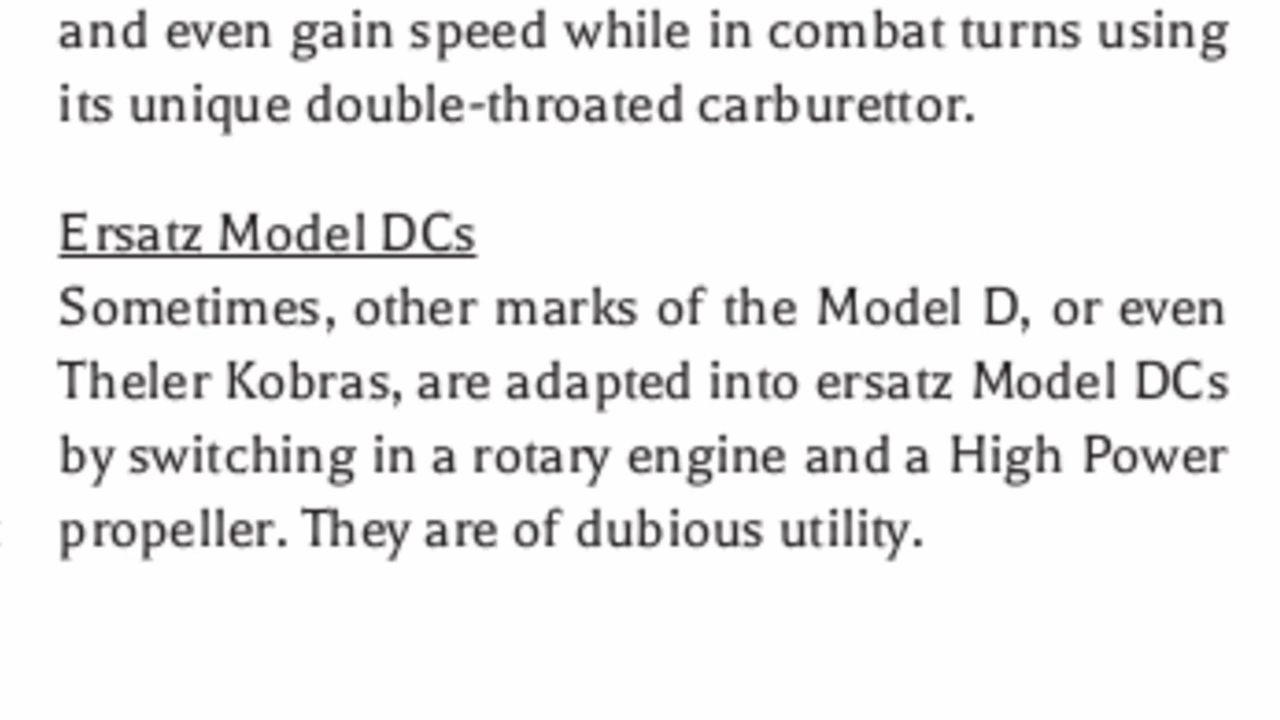 and even gain speed while in combat turns using
its unique double-throated carburettor.
Ersatz Model DCs
Sometimes, other marks of the Model D, or even
Theler Kobras, are adapted into ersatz Model DCs
by switching in a rotary engine and a High Power
propeller. They are of dubious utility.